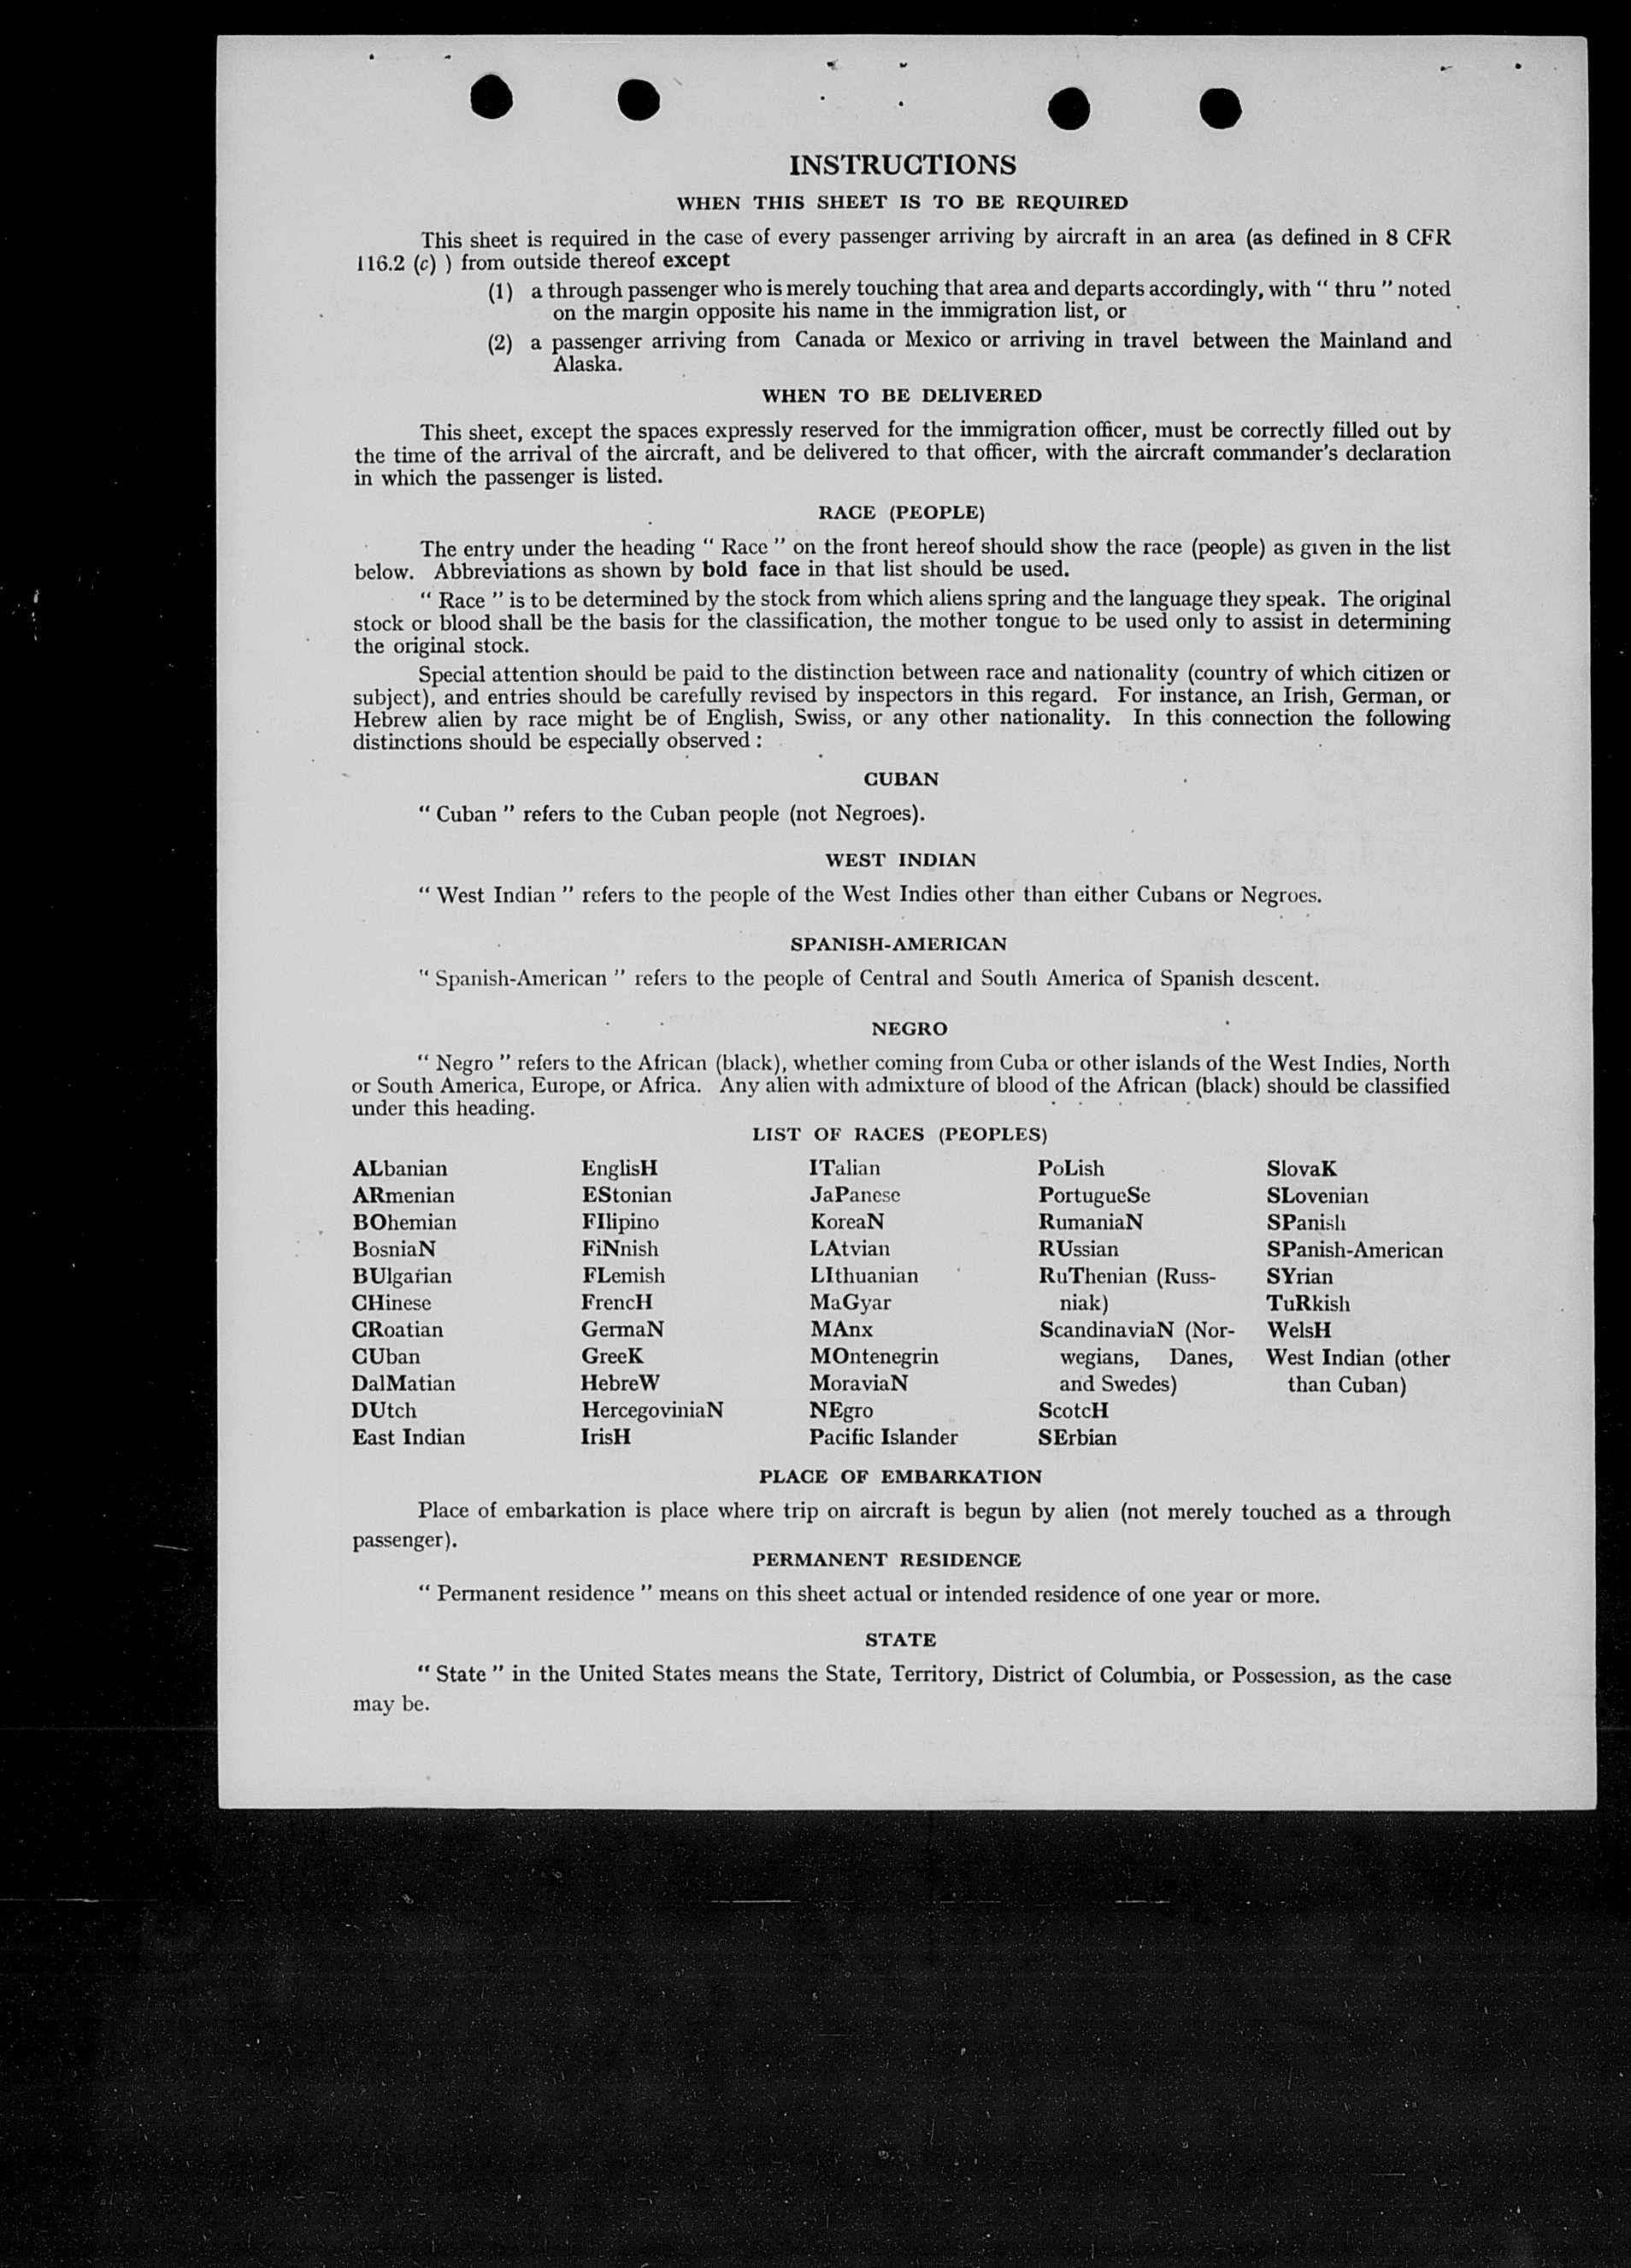 INSTRUCTIONS
WHEN THIS SHEET IS TO BE REQUIRED
This sheet is required in the case of every passenger arriving by aircraft in an area (as defined in 8 CFR
116.2 (c) ) from outside thereof except
(1) a through passenger who is merely touching that area and departs accordingly, with “ thru ” noted
on the margin opposite his name in the immigration list, or
(2) a passenger arriving from Canada or Mexico or arriving in travel between the Mainland and
Alaska.
WHEN TO BE DELIVERED
This sheet, except the spaces expressly reserved for the immigration officer, must be correctly filled out by
the time of the arrival of the aircraft, and be delivered to that officer, with the aircraft commander's declaration
in which the passenger is listed.
RACE (PEOPLE)
The entry under the heading “ Race ” on the front hereof should show the race (people) as given in the list
below. Abbreviations as shown by bold face in that list should be used.
“ Race ” is to be determined by the stock from which aliens spring and the language they speak. The original
stock or blood shall be the basis for the classification, the mother tongue to be used only to assist in determining
the original stock.
Special attention should be paid to the distinction between race and nationality (country of which citizen or
subject), and entries should be carefully revised by inspectors in this regard. For instance, an Irish, German, or
Hebrew alien by race might be of English, Swiss, or any other nationality. In this connection the following
distinctions should be especially observed :
CUBAN
“ Cuban ” refers to the Cuban people (not Negroes).
WEST INDIAN
“ West Indian ” refers to the people of the West Indies other than either Cubans or Negroes.
SPANISH-AMERICAN
“ Spanish-American ” refers to the people of Central and South America of Spanish descent.
NEGRO
“ Negro ” refers to the African (black), whether coming from Cuba or other islands of the West Indies, North
or South America, Europe, or Africa. Any alien with admixture of blood of the African (black) should be classified
under this heading.
LIST OF RACES (PEOPLES)
ALbanian
ARmenian
BOhemian
BosniaN
BUlgarian
CHinese
CRoatian
CUban
DalMatian
DUtch
East Indian
EnglisH
EStonian
FIlipino
FiNnish
FLemish
FrencH
GermaN
GreeK
HebreW
HercegoviniaN
IrisH
ITalian
JaPanese
KoreaN
LAtvian
LIthuanian
MaGyar
MAnx
MOntenegrin
MoraviaN
NEgro
Pacific Islander
PoLish
PortugueSe
RumaniaN
RUssian
RuThenian (Russ-
niak)
ScandinaviaN (Nor-
wegians, Danes,
and Swedes)
ScotcH
SErbian
SlovaK
SLovenian
SPanish
SPanish-American
SYrian
TuRkish
WelsH
West Indian (other
than Cuban)
PLACE OF EMBARKATION
Place of embarkation is place where trip on aircraft is begun by alien (not merely touched as a through
passenger).
PERMANENT RESIDENCE
“ Permanent residence ” means on this sheet actual or intended residence of one year or more.
STATE
“ State ” in the United States means the State, Territory, District of Columbia, or Possession, as the case
may be.